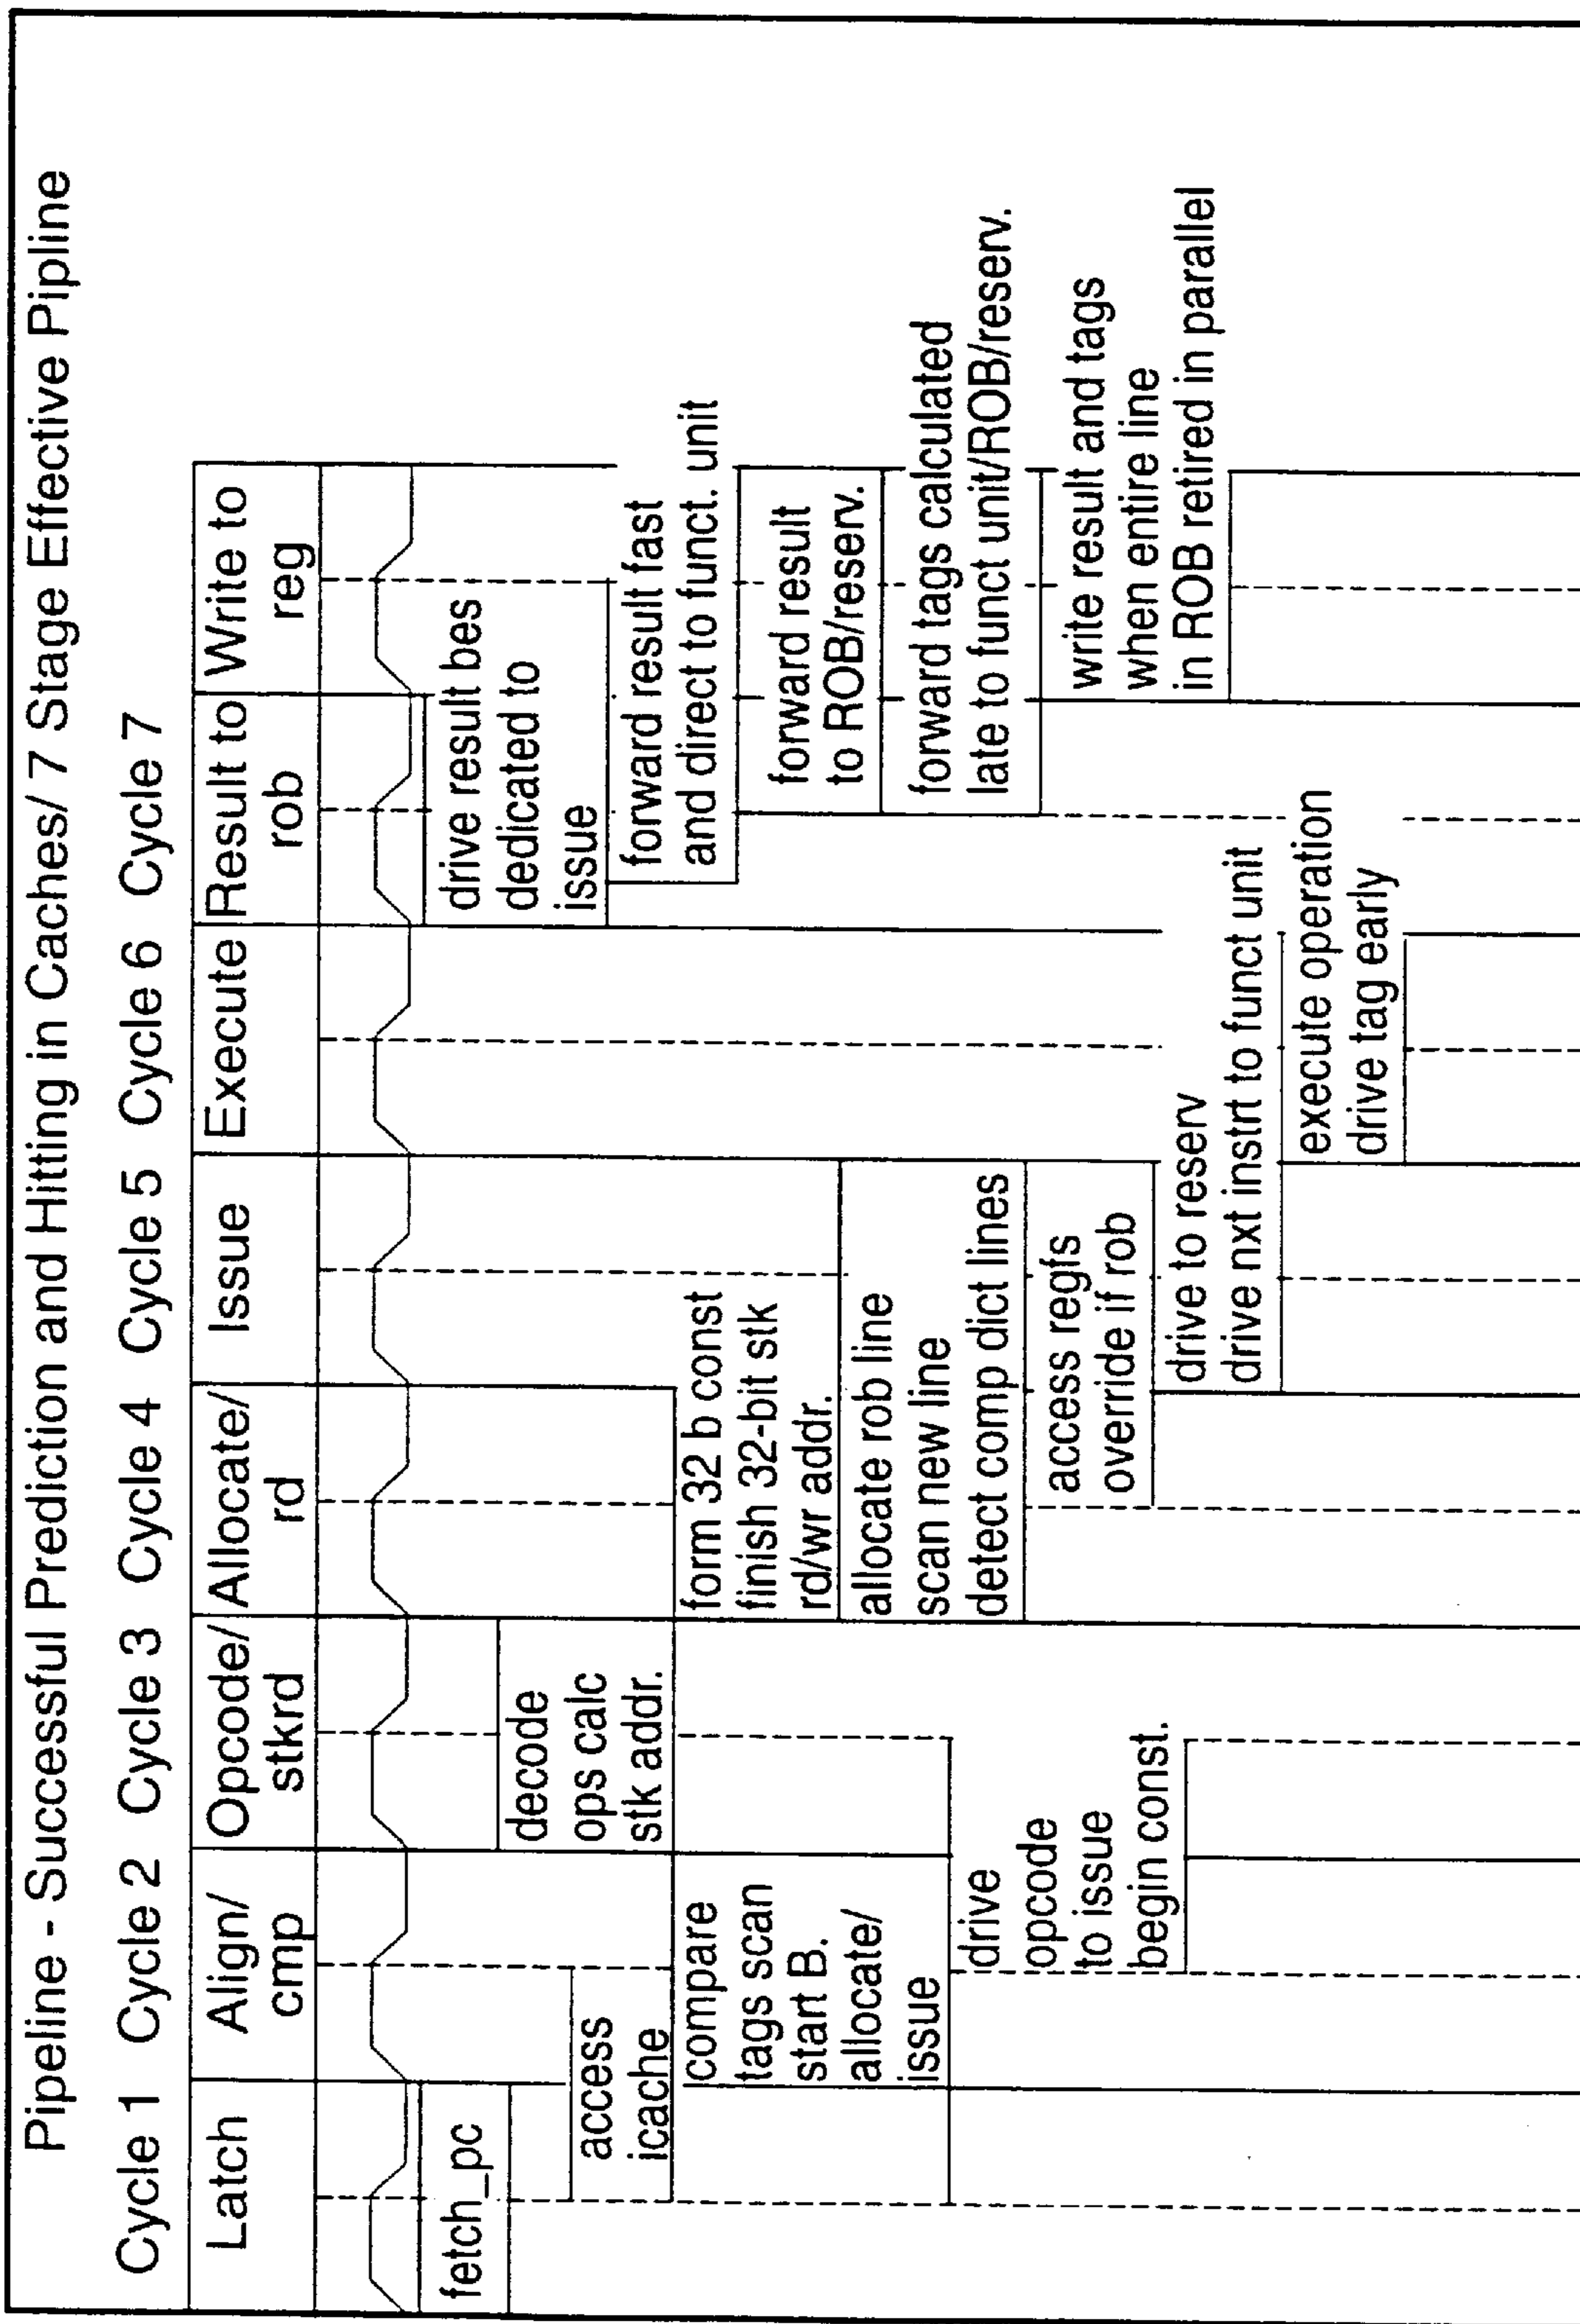 Pipeline - Successful Prediction and Hitting in Caches/ 7 Stage Effective Pipline
Cycle 1 Cycle 2 Cycle 3 Cycle 4 Cycle 5 Cycle 6 Cycle 7
Latch
Align/
cmp
Opcode/
stkrd
Allocate/
rd
Issue
Execute
Result to
rob
Write to
reg
fetch_pc
access
icache
compare
tags scan
start B.
allocate/
issue
decode
ops calc
stk addr.
drive
opcode
to issue
begin const.
form 32 b const
finish 32-bit stk
rd/wr addr.
allocate rob line
scan new line
detect comp dict lines
access regfs
override if rob
drive to reserv
drive nxt instrt to funct unit
execute operation
drive tag early
drive result bes
dedicated to
issue
forward result fast
and direct to funct. unit
forward result
to ROB/reserv.
forward tags calculated
late to funct unit/ROB/reserv.
write result and tags
when entire line
in ROB retired in parallel